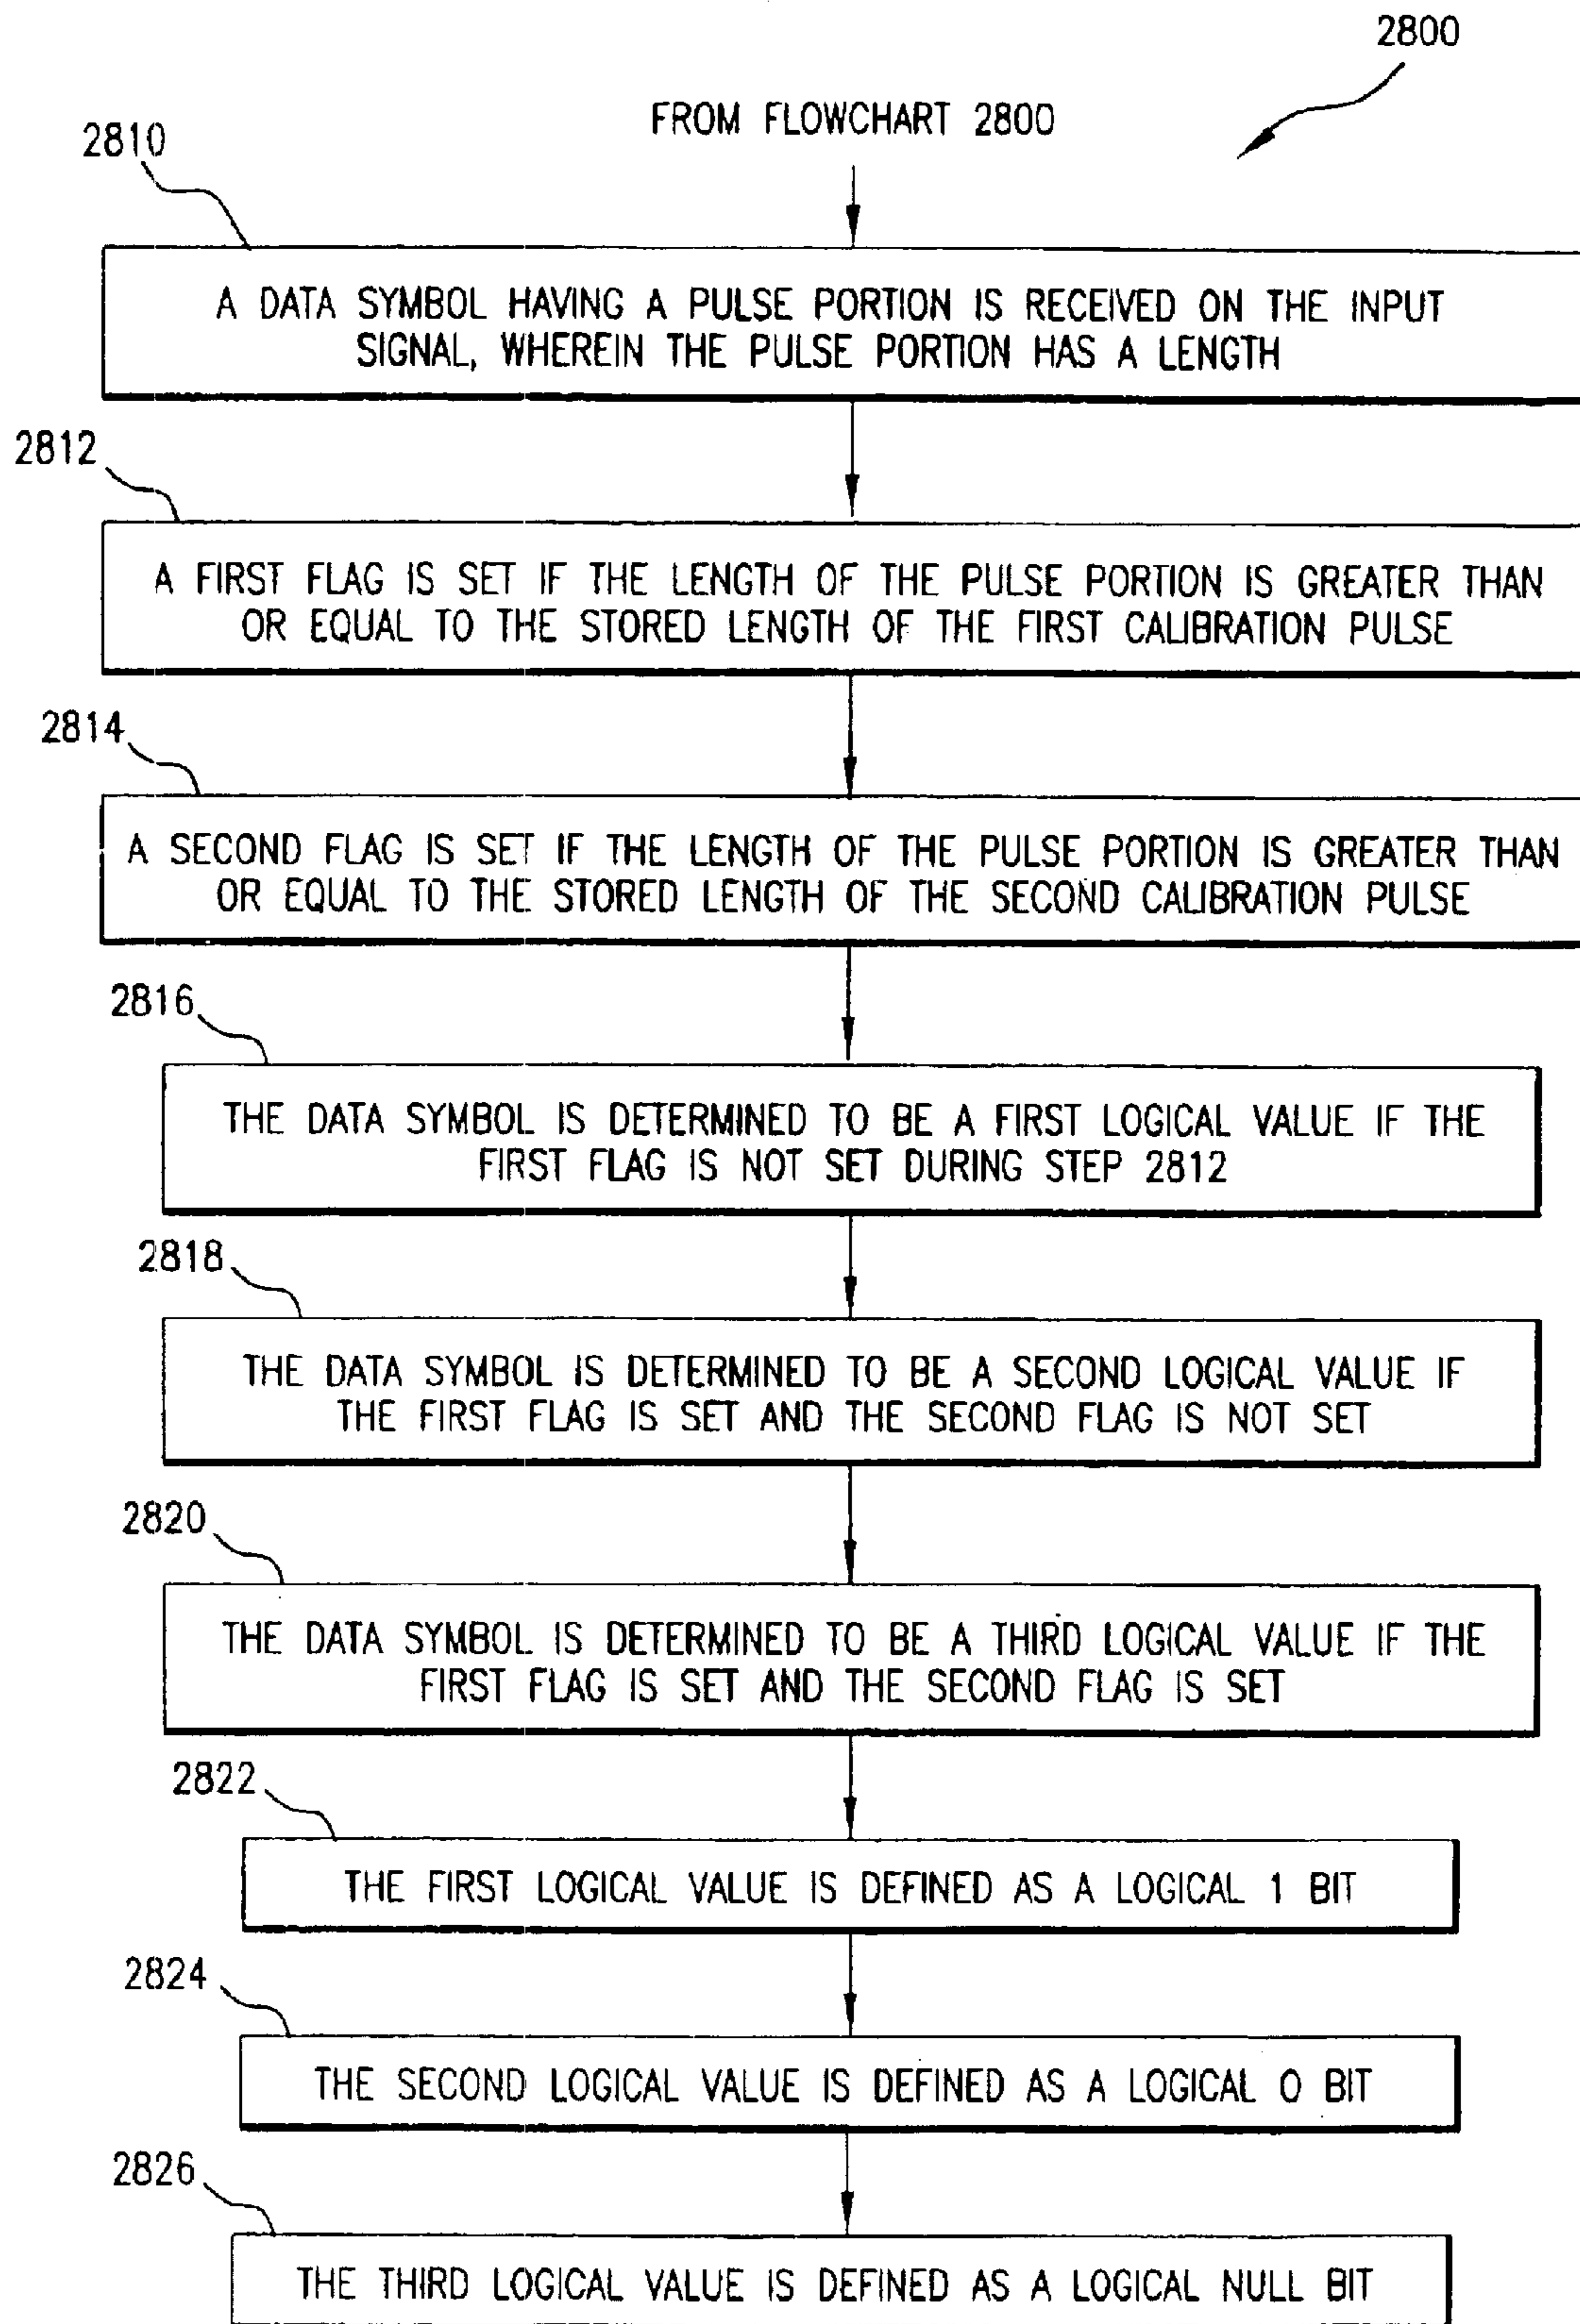 2800
FROM FLOWCHART 2800
2810
A DATA SYMBOL HAVING A PULSE PORTION IS RECEIVED ON THE INPUT
SIGNAL, WHEREIN THE PULSE PORTION HAS A LENGTH
2812
A FIRST FLAG IS SET IF THE LENGTH OF THE PULSE PORTION IS GREATER THAN
OR EQUAL TO THE STORED LENGTH OF THE FIRST CALIBRATION PULSE
2814
A SECOND FLAG IS SET IF THE LENGTH OF THE PULSE PORTION IS GREATER THAN
OR EQUAL TO THE STORED LENGTH OF THE SECOND CALIBRATION PULSE
2816
THE DATA SYMBOL IS DETERMINED TO BE A FIRST LOGICAL VALUE IF THE
FIRST FLAG IS NOT SET DURING STEP 2812
2818
THE DATA SYMBOL IS DETERMINED TO BE A SECOND LOGICAL VALUE IF
THE FIRST FLAG IS SET AND THE SECOND FLAG IS NOT SET
2820
THE DATA SYMBOL IS DETERMINED TO BE A THIRD LOGICAL VALUE IF THE
FIRST FLAG IS SET AND THE SECOND FLAG IS SET
2822
THE FIRST LOGICAL VALUE IS DEFINED AS A LOGICAL 1 BIT
2824
THE SECOND LOGICAL VALUE IS DEFINED AS A LOGICAL 0 BIT
2826
THE THIRD LOGICAL VALUE IS DEFINED AS A LOGICAL NULL BIT